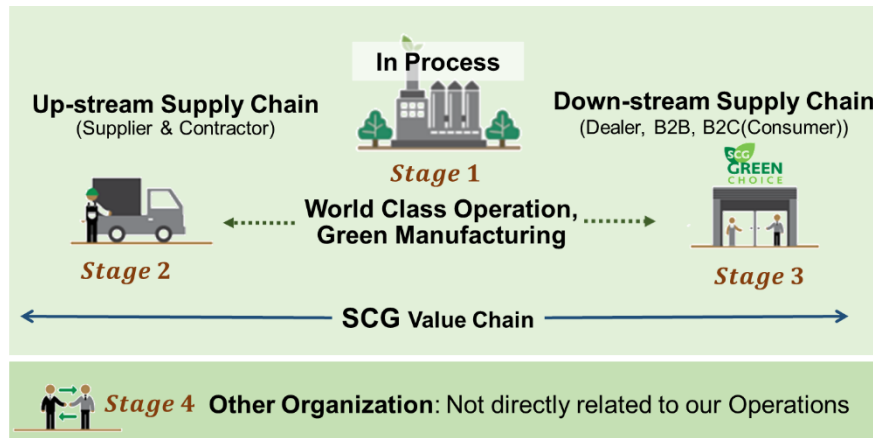 In Process
Up-stream Supply Chain
(Supplier & Contractor)
Down-stream Supply Chain
(Dealer, B2B, B2C(Consumer))
SCG
GREEN
CHOICE
Stage 1
World Class Operation,
Green Manufacturing
Stage 2
Stage 3
SCG Value Chain
Stage 4 Other Organization: Not directly related to our Operations